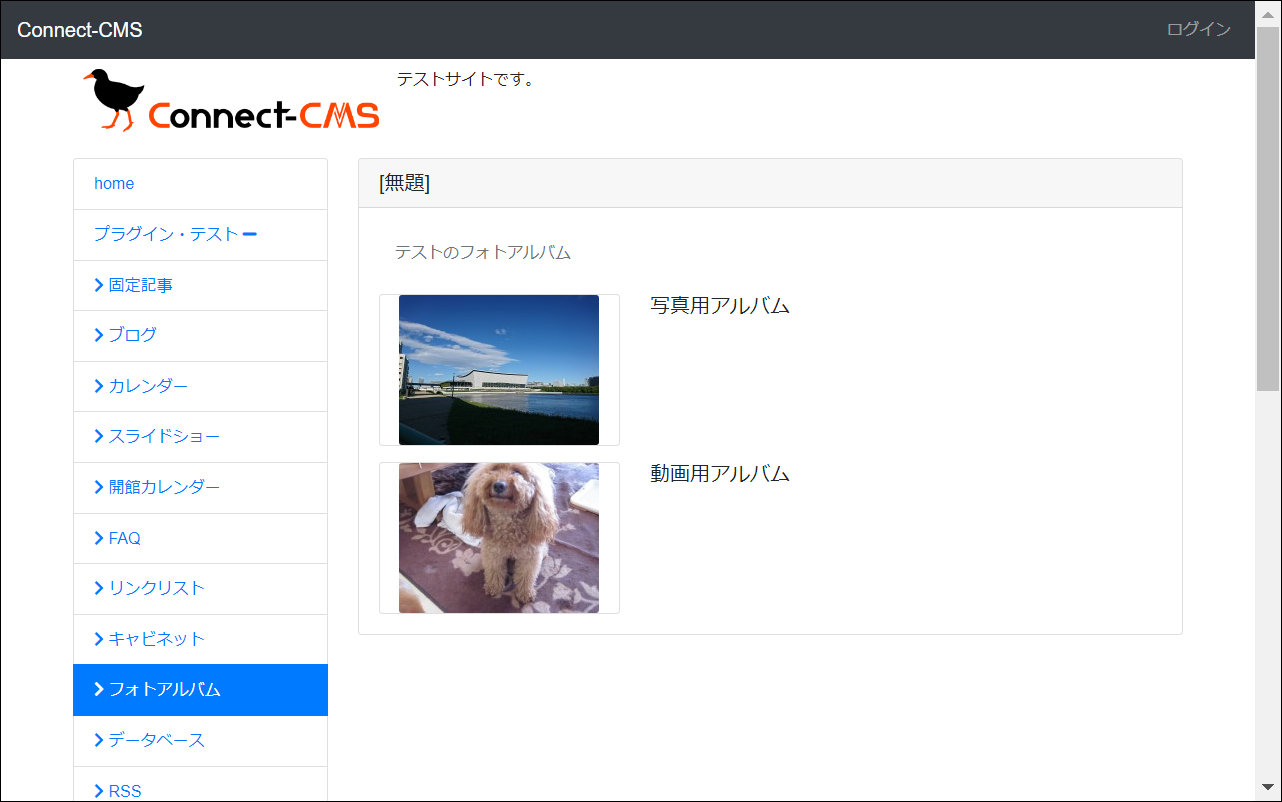 Connect-CMS
ログイン
Connect-CMS
テストサイトです。
home
プラグイン・テスト
固定記事
ブログ
カレンダー
スライドショー
開館カレンダー
FAQ
リンクリスト
キャビネット
フォトアルバム
データベース
RSS
[無題]
テストのフォトアルバム
写真用アルバム
動画用アルバム